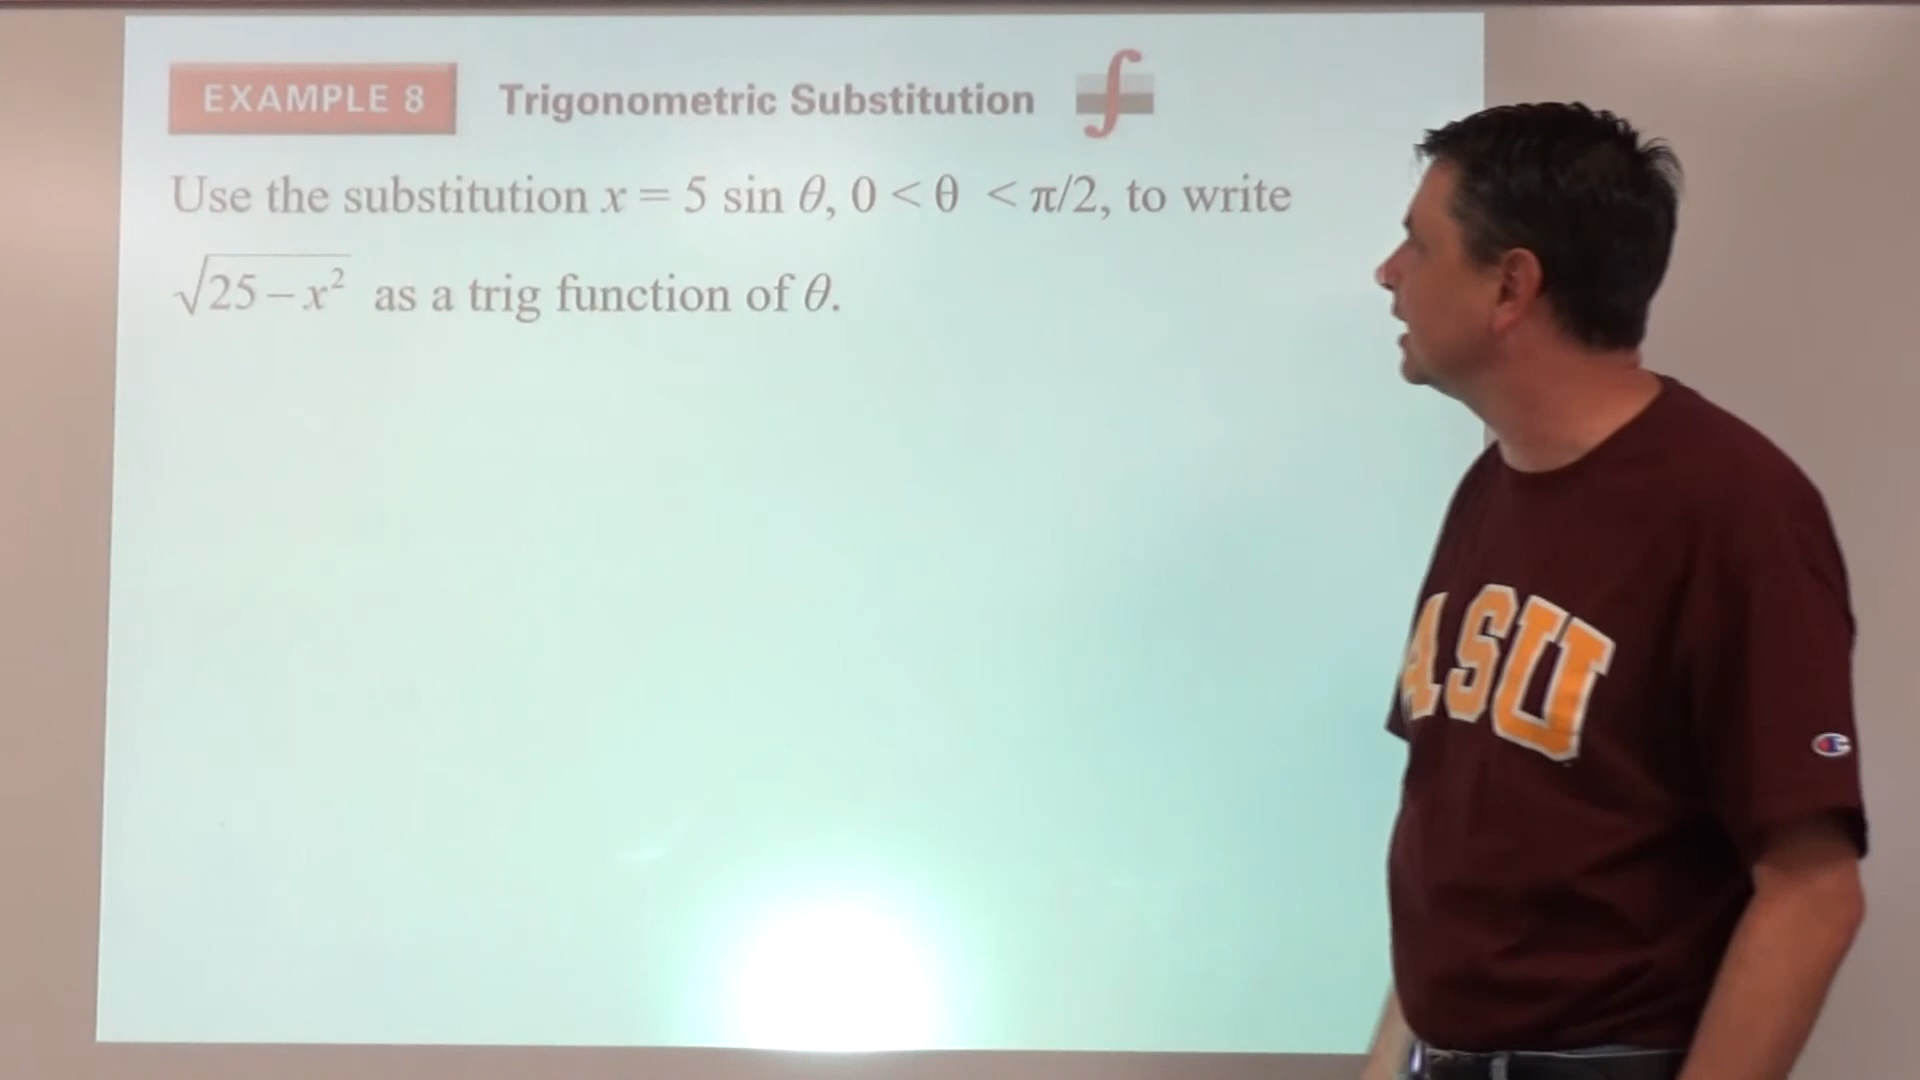 EXAMPLE 8 Trigonometric Substitution
Use the substitution x = 5 sin θ, 0 < θ < π/2, to write
√25 – x² as a trig function of θ.
ASU